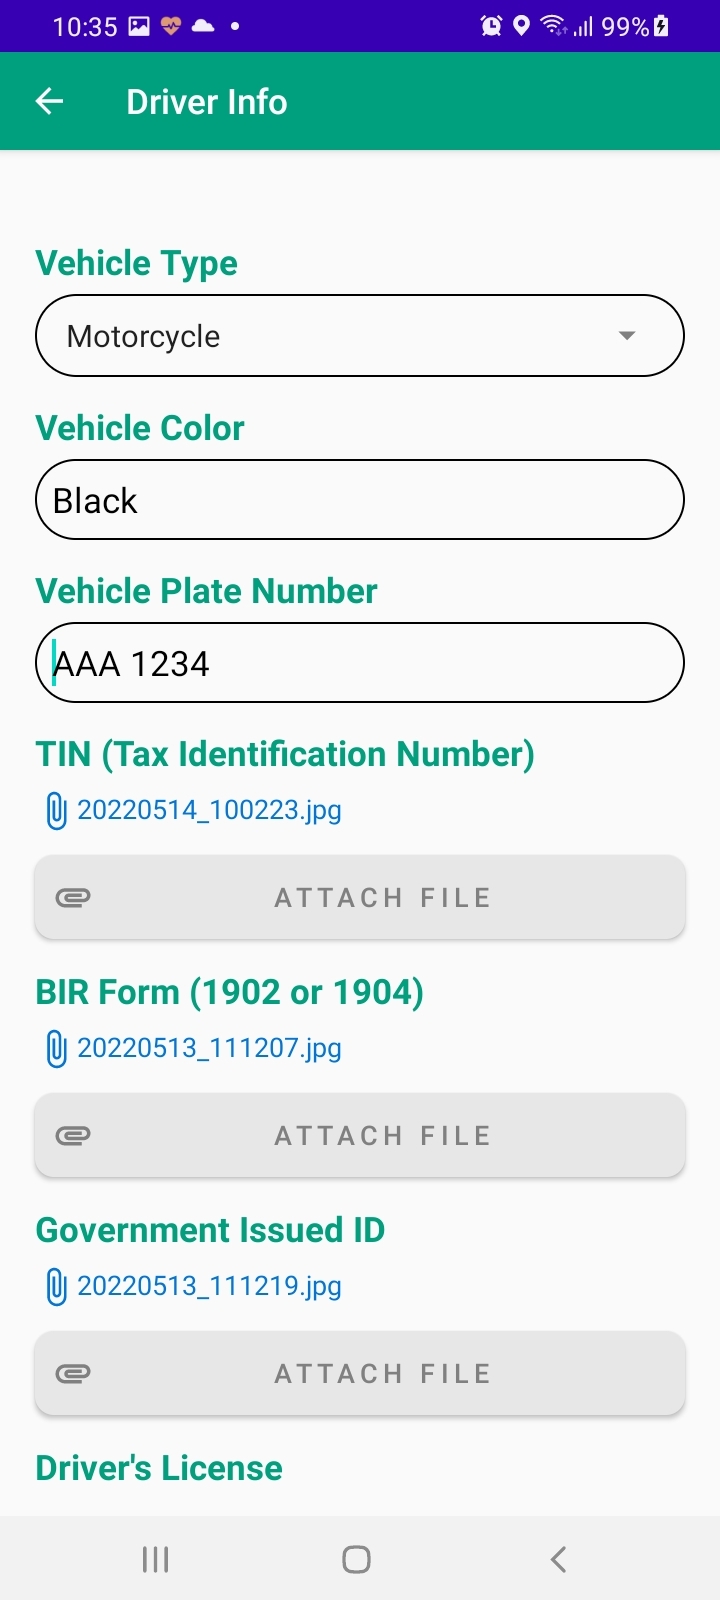 10:35 99%
Driver Info
Vehicle Type
Motorcycle
Vehicle Color
Black
Vehicle Plate Number
AAA 1234
TIN (Tax Identification Number)
20220514_100223.jpg
ATTACH FILE
BIR Form (1902 or 1904)
20220513_111207.jpg
ATTACH FILE
Government Issued ID
20220513_111219.jpg
ATTACH FILE
Driver's License